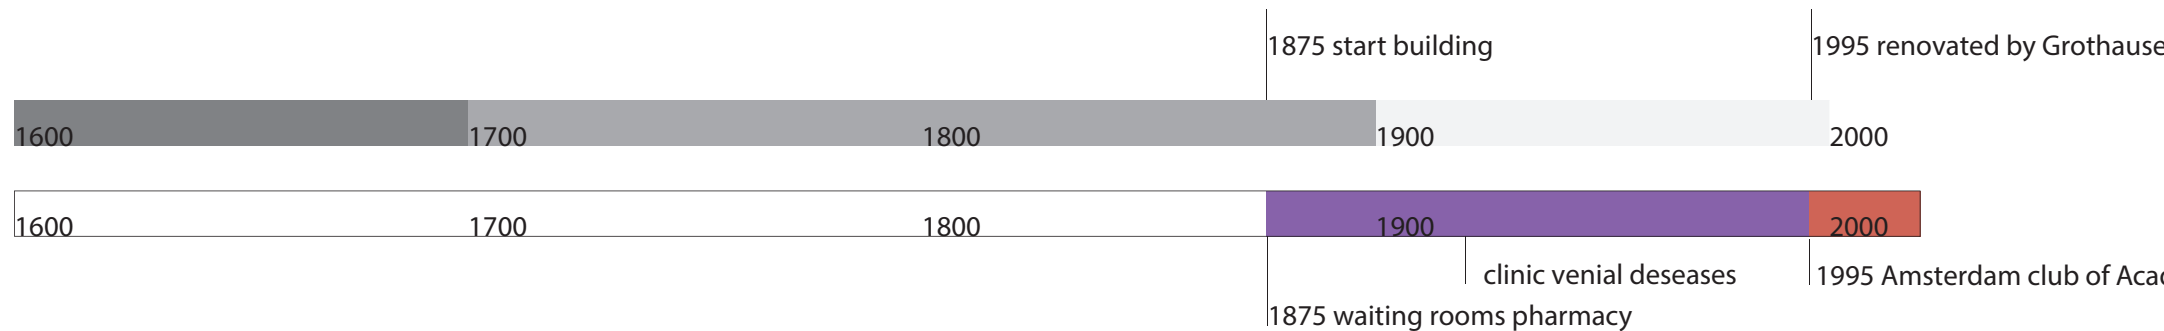 1875 start building
1995 renovated by Grothause
1600 1700 1800 1900 2000
1600 1700 1800 1900 2000
clinic venial deseases
1995 Amsterdam club of Aca
1875 waiting rooms pharmacy